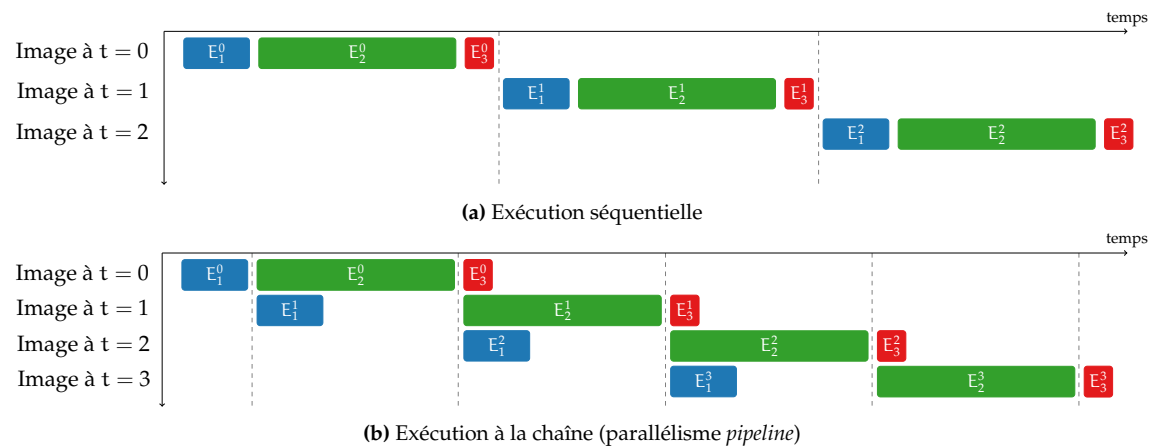 temps
Image à t = 0 E₁⁰ E₂⁰ E₃⁰
Image à t = 1 E₁¹ E₂¹ E₃¹
Image à t = 2 E₁² E₂² E₃²
(a) Exécution séquentielle
temps
Image à t = 0 E₁⁰ E₂⁰ E₃⁰
Image à t = 1 E₁¹ E₂¹ E₃¹
Image à t = 2 E₁² E₂² E₃²
Image à t = 3 E₁³ E₂³ E₃³
(b) Exécution à la chaîne (parallélisme pipeline)